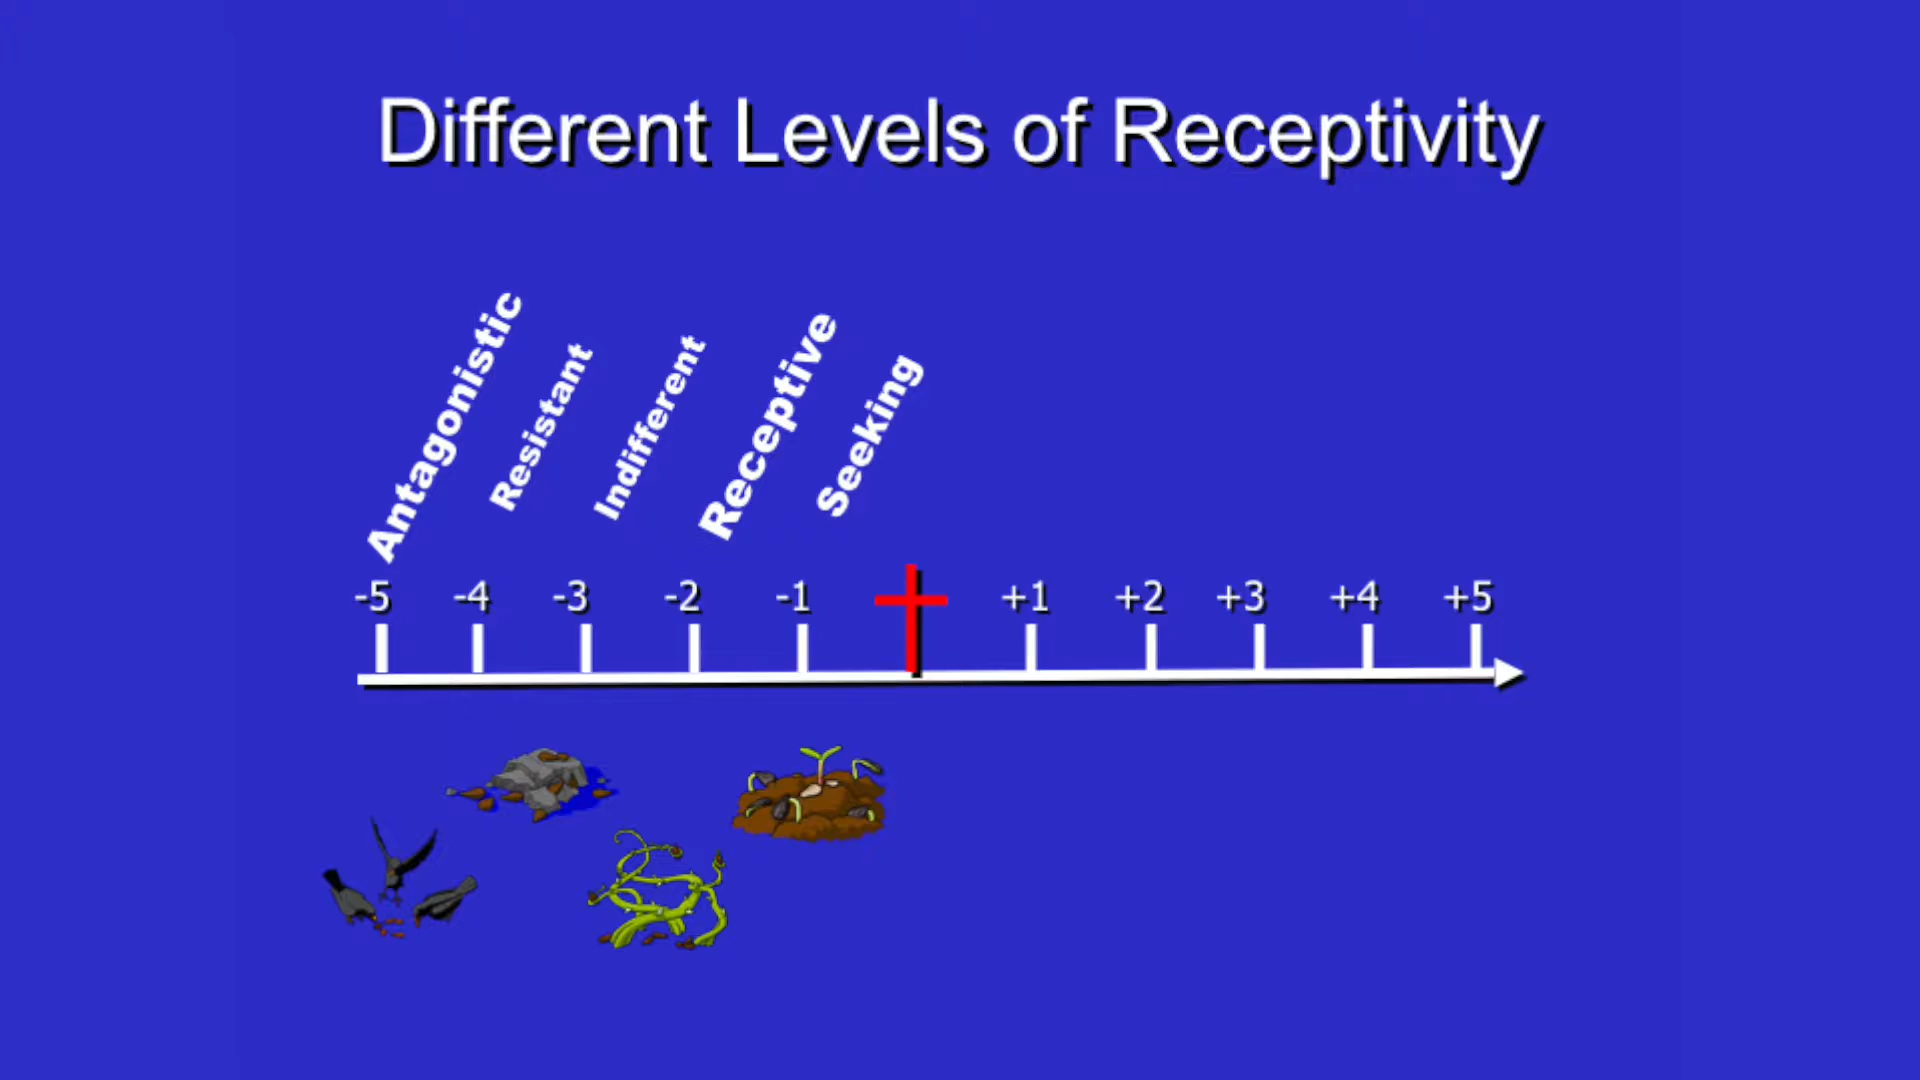 Different Levels of Receptivity
Antagonistic
Resistant
Indifferent
Receptive
Seeking
-5 -4 -3 -2 -1 +1 +2 +3 +4 +5